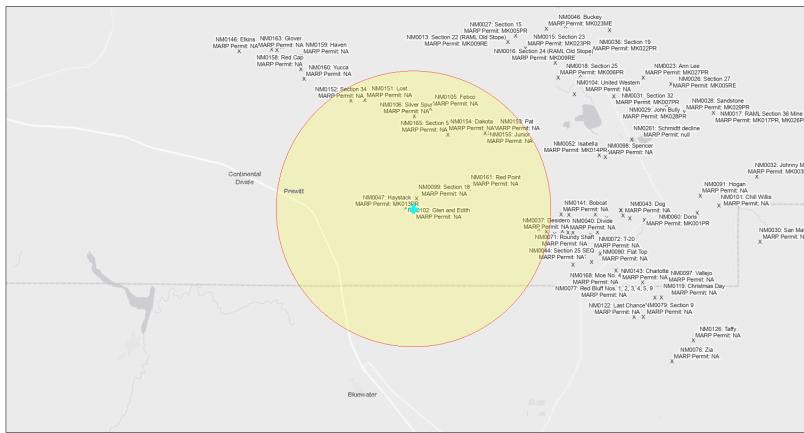 NM0046: Buckey
MARP Permit: MK023ME
NM0027: Section 15
MARP Permit: MK005PR
NM0146: Elkins
MARP Permit: NA
NM0163: Glover
MARP Permit: NA
NM0159: Haven
MARP Permit: NA
NM0158: Red Cap
MARP Permit: NA
NM0160: Yucca
MARP Permit: NA
NM0013: Section 22 (RAML Old Stope)
MARP Permit: MK009RE
NM0015: Section 23
MARP Permit: MK023PR
NM0036: Section 19
MARP Permit: MK022PR
NM0016: Section 24 (RAML Old Stope)
MARP Permit: MK009RE
NM0018: Section 25
MARP Permit: MK006PR
NM0023: Ann Lee
MARP Permit: MK027PR
NM0026: Section 27
MARP Permit: MK005RE
NM0104: United Western
MARP Permit: NA
NM0152: Section 34
MARP Permit: NA
NM0151: Lost
MARP Permit: NA
NM0105: Febco
MARP Permit: NA
NM0106: Silver Spur
MARP Permit: NA
NM0031: Section 32
MARP Permit: MK007PR
NM0028: Sandstone
MARP Permit: MK029PR
NM0029: John Bully
MARP Permit: MK028PR
NM0017: RAML Section 36 Mine
MARP Permit: MK017PR, MK026P
NM0165: Section 5
MARP Permit: NA
NM0154: Dakota
MARP Permit: NA
NM0153: Pat
MARP Permit: NA
NM0155: Junior
MARP Permit: NA
NM0261: Schmidtt decline
MARP Permit: null
NM0052: Isabella
MARP Permit: MK014PR
NM0098: Spencer
MARP Permit: NA
NM0032: Johnny M
MARP Permit: MK003
Continental
Divide
Prewitt
NM0161: Red Point
MARP Permit: NA
NM0099: Section 18
MARP Permit: NA
NM0047: Haystack
MARP Permit: MK013PR
NM0102: Glen and Edith
MARP Permit: NA
NM0091: Hogan
MARP Permit: NA
NM0101: Chill Willis
MARP Permit: NA
NM0141: Bobcat
MARP Permit: NA
NM0043: Dog
MARP Permit: NA
NM0060: Doris
MARP Permit: MK001PR
NM0037: Desidero
MARP Permit: NA
NM0040: Divide
MARP Permit: NA
NM0030: San Mat
MARP Permit: N
NM0071: Roundy Shaft
MARP Permit: NA
NM0072: T-20
MARP Permit: NA
NM0044: Section 25 SEQ
MARP Permit: NA
NM0080: Flat Top
MARP Permit: NA
NM0168: Moe No. 4
MARP Permit: NA
NM0143: Charlotte
MARP Permit: NA
NM0097: Vallejo
MARP Permit: NA
NM0077: Red Bluff Nos. 1, 2, 3, 4, 5, 9
MARP Permit: NA
NM0119: Christmas Day
MARP Permit: NA
NM0122: Last Chance
MARP Permit: NA
NM0079: Section 9
MARP Permit: NA
NM0126: Taffy
MARP Permit: NA
NM0076: Zia
MARP Permit: NA
Bluewater